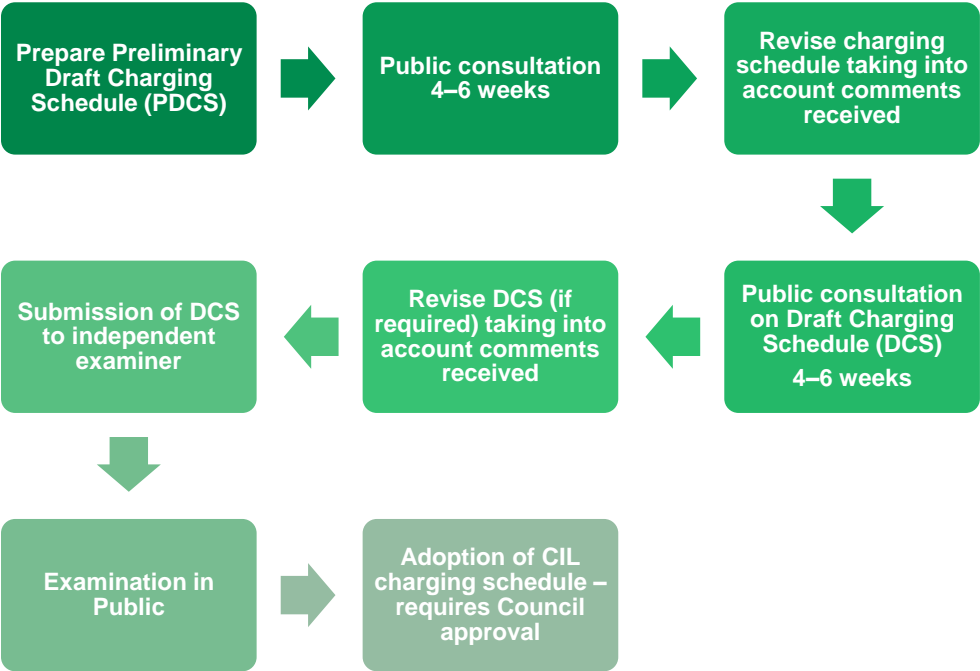 Prepare Preliminary
Draft Charging
Schedule (PDCS)
Public consultation
4–6 weeks
Revise charging
schedule taking into
account comments
received
Public consultation
on Draft Charging
Schedule (DCS)
4–6 weeks
Revise DCS (if
required) taking into
account comments
received
Submission of DCS
to independent
examiner
Examination in
Public
Adoption of CIL
charging schedule –
requires Council
approval